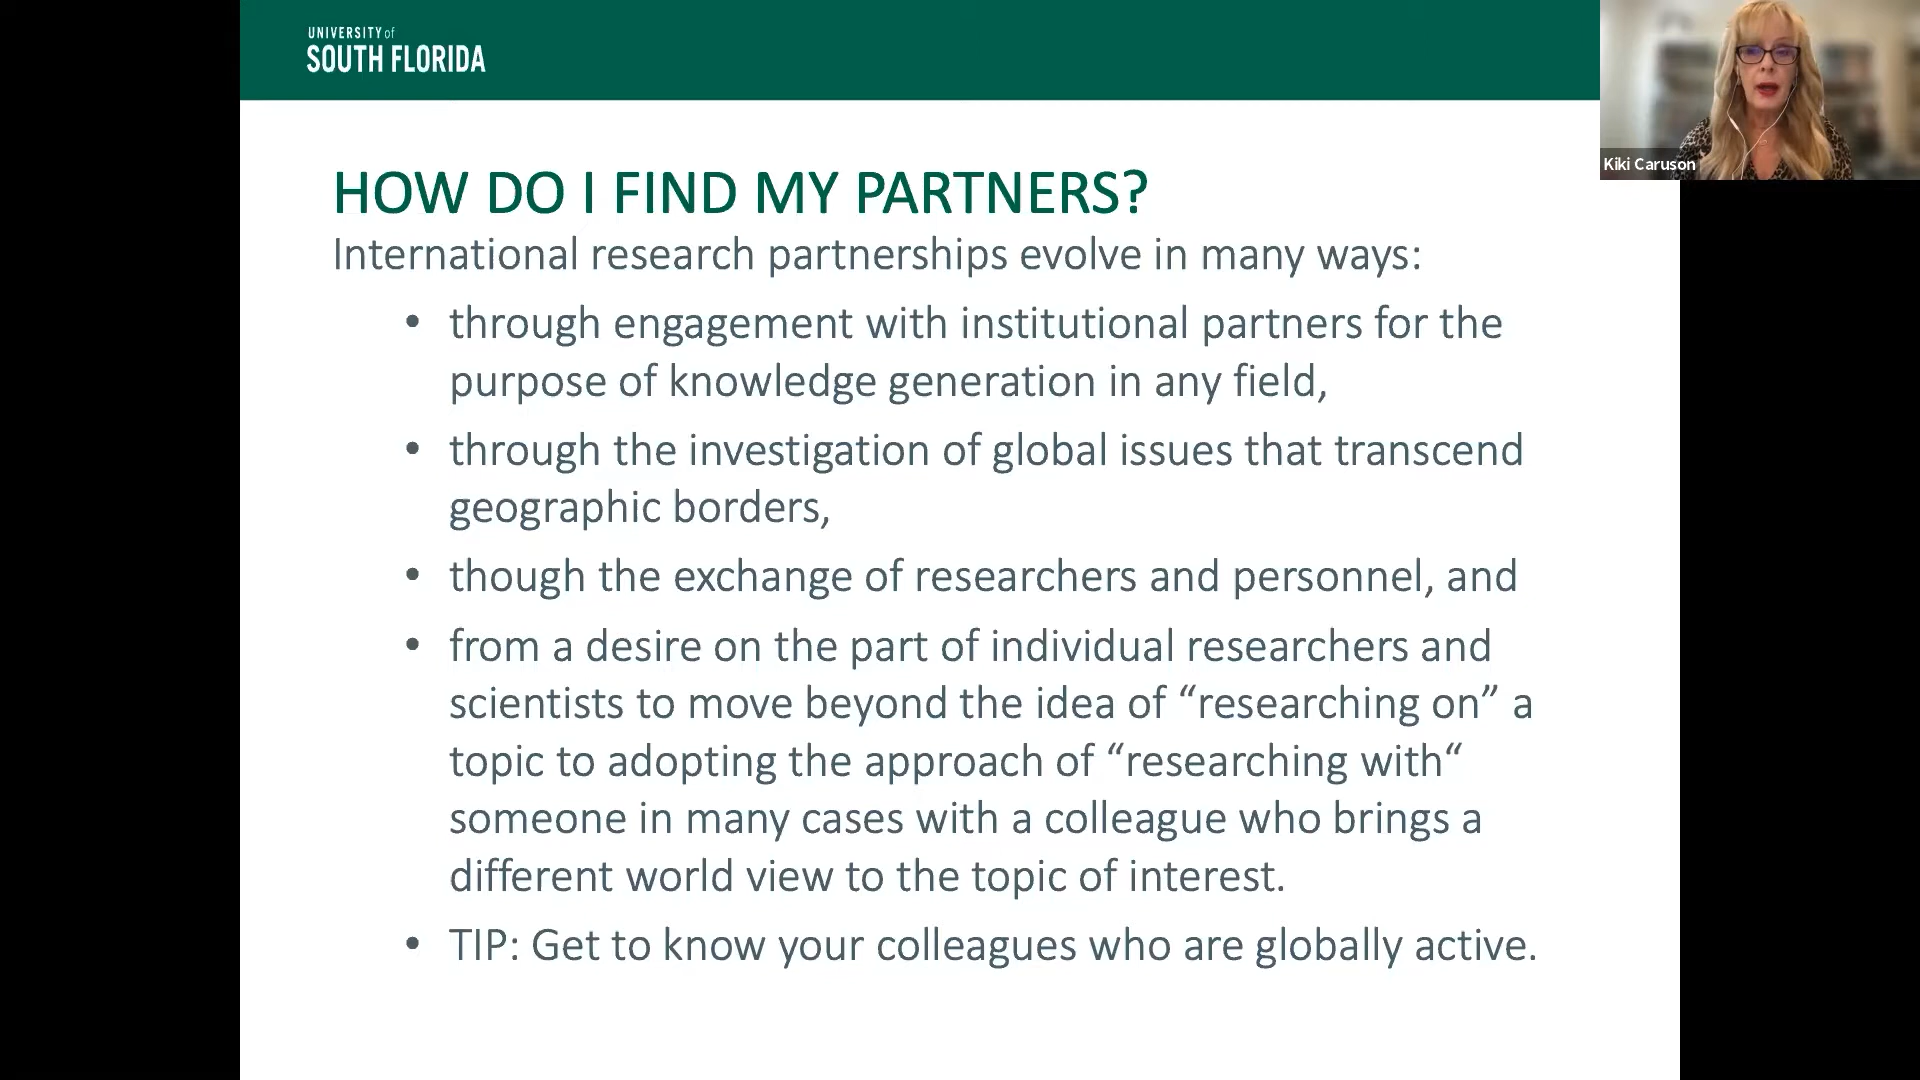 UNIVERSITY of
SOUTH FLORIDA
Kiki Caruson
HOW DO I FIND MY PARTNERS?
International research partnerships evolve in many ways:
• through engagement with institutional partners for the
purpose of knowledge generation in any field,
• through the investigation of global issues that transcend
geographic borders,
• though the exchange of researchers and personnel, and
• from a desire on the part of individual researchers and
scientists to move beyond the idea of “researching on” a
topic to adopting the approach of “researching with“
someone in many cases with a colleague who brings a
different world view to the topic of interest.
• TIP: Get to know your colleagues who are globally active.